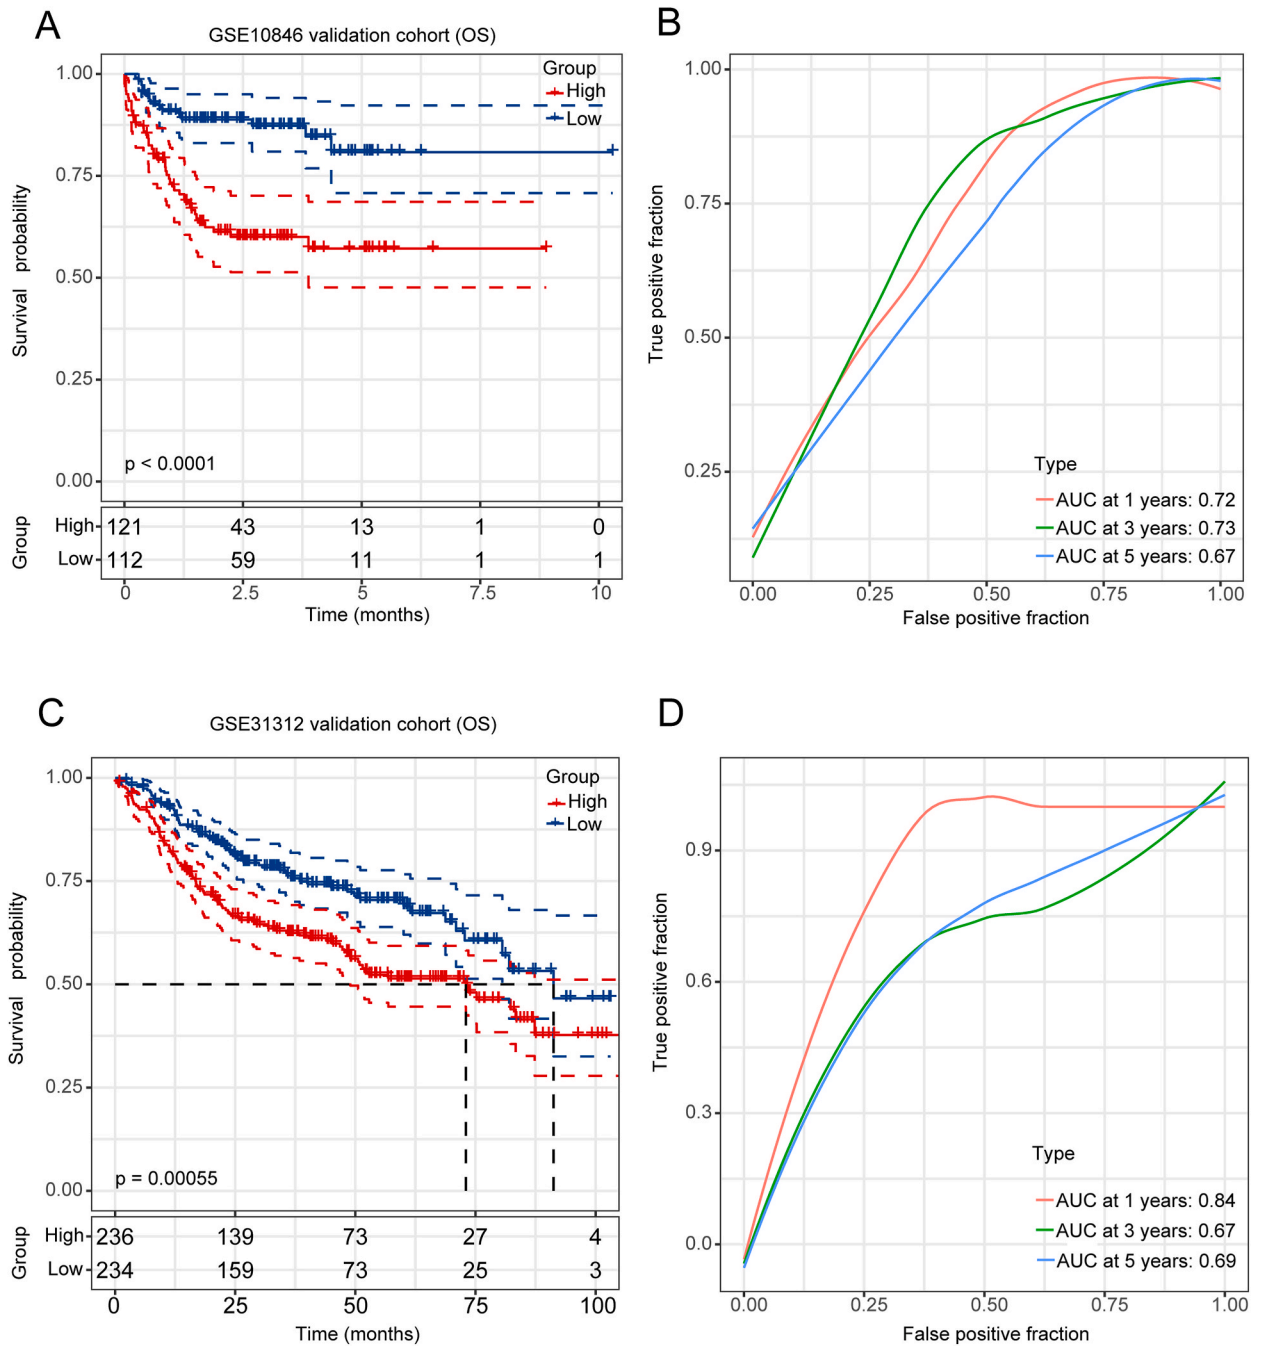 A
GSE10846 validation cohort (OS)
Group
High
Low
1.00
0.75
0.50
0.25
0.00
Survival probability
p < 0.0001
Group
High 121 43 13 1 0
Low 112 59 11 1 1
0 2.5 5 7.5 10
Time (months)
B
1.00
0.75
0.50
0.25
True positive fraction
Type
AUC at 1 years: 0.72
AUC at 3 years: 0.73
AUC at 5 years: 0.67
0.00 0.25 0.50 0.75 1.00
False positive fraction
C
GSE31312 validation cohort (OS)
Group
High
Low
1.00
0.75
0.50
0.25
0.00
Survival probability
p = 0.00055
Group
High 236 139 73 27 4
Low 234 159 73 25 3
0 25 50 75 100
Time (months)
D
0.9
0.6
0.3
0.0
True positive fraction
Type
AUC at 1 years: 0.84
AUC at 3 years: 0.67
AUC at 5 years: 0.69
0.00 0.25 0.50 0.75 1.00
False positive fraction